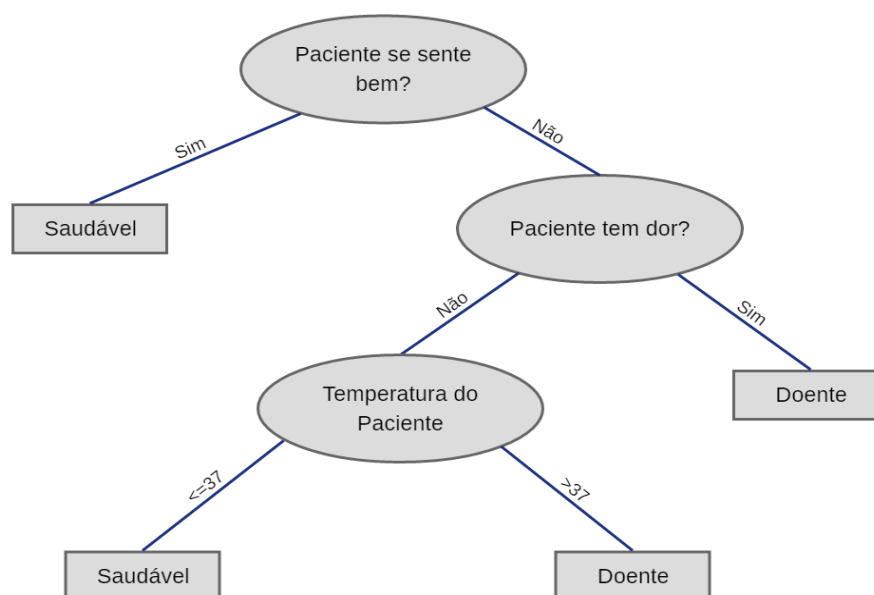 Paciente se sente
bem?
Sim
Não
Saudável
Paciente tem dor?
Não
Sim
Temperatura do
Paciente
Doente
<=37
>37
Saudável
Doente